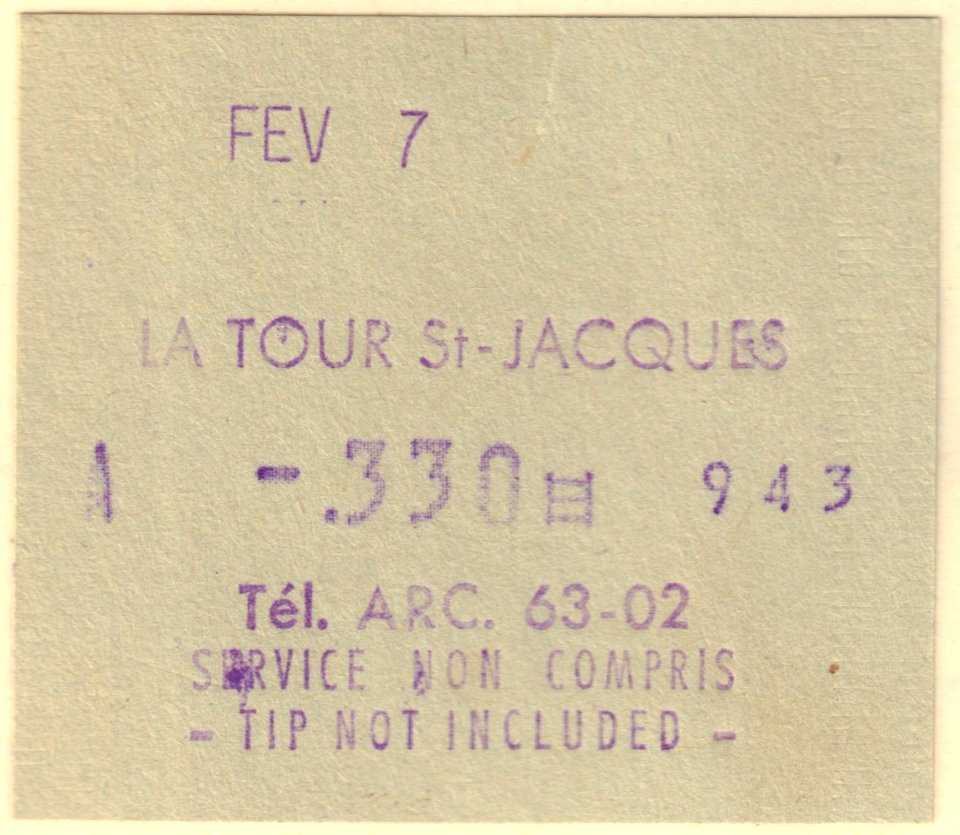 FEV 7
LA TOUR St-JACQUES
1 -.330 943
Tél. ARC. 63-02
SERVICE NON COMPRIS
- TIP NOT INCLUDED -